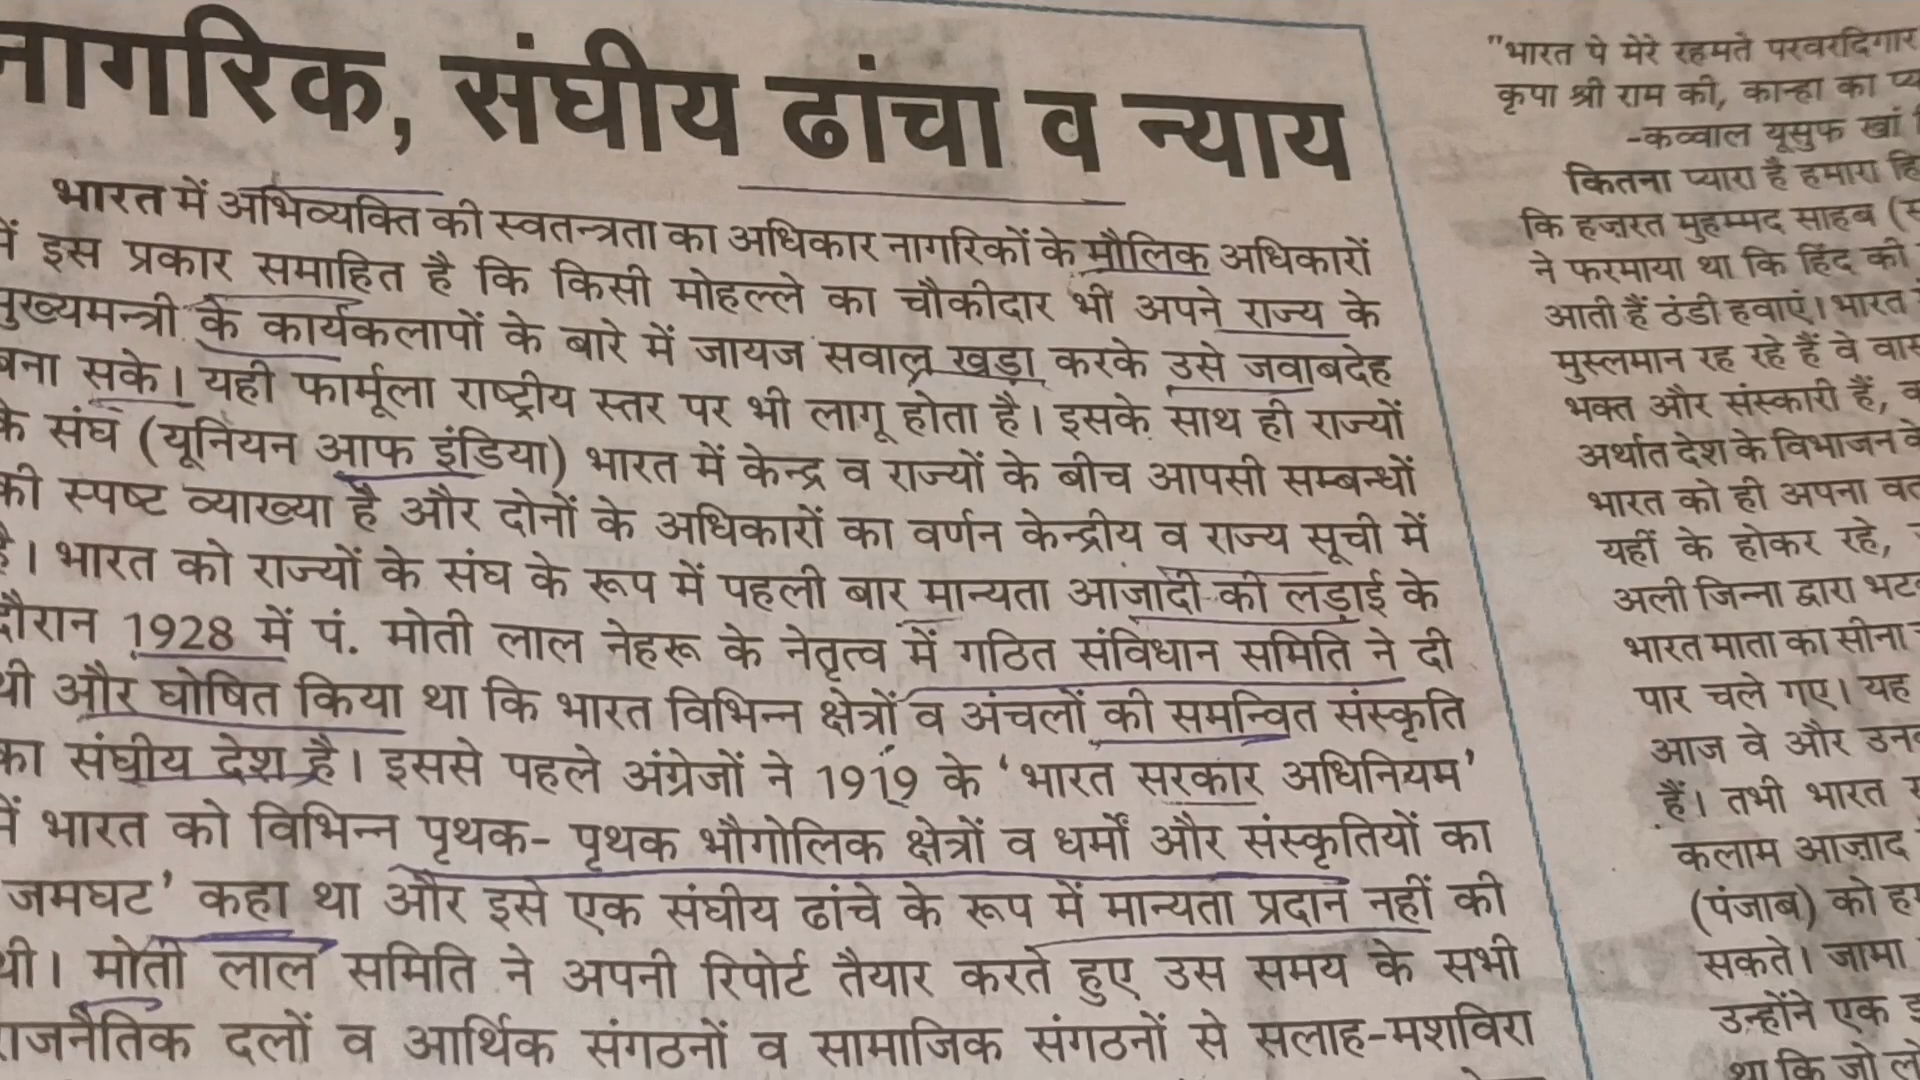 नागरिक, संघीय ढांचा व न्याय
भारत में अभिव्यक्ति की स्वतन्त्रता का अधिकार नागरिकों के मौलिक अधिकारों
में इस प्रकार समाहित है कि किसी मोहल्ले का चौकीदार भी अपने राज्य के
मुख्यमन्त्री के कार्यकलापों के बारे में जायज सवाल खड़ा करके उसे जवाबदेह
बना सके। यही फार्मूला राष्ट्रीय स्तर पर भी लागू होता है। इसके साथ ही राज्यों
के संघ (यूनियन आफ इंडिया) भारत में केन्द्र व राज्यों के बीच आपसी सम्बन्धों
की स्पष्ट व्याख्या है और दोनों के अधिकारों का वर्णन केन्द्रीय व राज्य सूची में
है। भारत को राज्यों के संघ के रूप में पहली बार मान्यता आजादी की लड़ाई के
दौरान 1928 में पं. मोती लाल नेहरू के नेतृत्व में गठित संविधान समिति ने दी
थी और घोषित किया था कि भारत विभिन्न क्षेत्रों व अंचलों की समन्वित संस्कृति
का संघीय देश है। इससे पहले अंग्रेजों ने 1919 के ‘भारत सरकार अधिनियम’
में भारत को विभिन्न पृथक- पृथक भौगोलिक क्षेत्रों व धर्मों और संस्कृतियों का
जमघट’ कहा था और इसे एक संघीय ढांचे के रूप में मान्यता प्रदान नहीं की
थी। मोती लाल समिति ने अपनी रिपोर्ट तैयार करते हुए उस समय के सभी
राजनैतिक दलों व आर्थिक संगठनों व सामाजिक संगठनों से सलाह-मशविरा
"भारत पे मेरे रहमते परवरदिगार
कृपा श्री राम की, कान्हा का
-कव्वाल यूसुफ खां
कितना प्यारा है हमारा
कि हज़रत मुहम्मद साहब
ने फरमाया था कि हिंद की
आती हैं ठंडी हवाएं। भारत
मुस्लमान रह रहे हैं वे
भक्त और संस्कारी हैं,
अर्थात देश के विभाजन के
भारत को ही अपना
यहीं के होकर रहे,
अली जिन्ना द्वारा
भारत माता का सीना
पार चले गए। यह
आज वे और
हैं। तभी भारत
कलाम आज़ाद
(पंजाब) को
सकते। जामा
उन्होंने एक
था कि जो